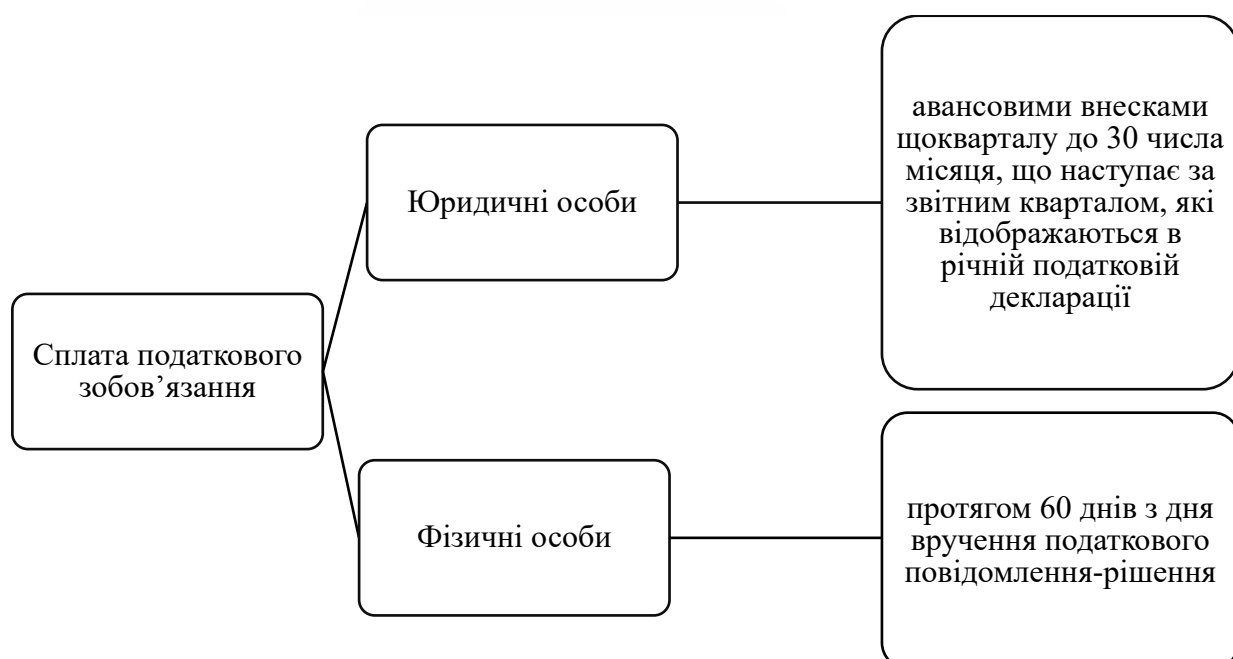 Сплата податкового
зобов’язання
Юридичні особи
авансовими внесками
щокварталу до 30 числа
місяця, що наступає за
звітним кварталом, які
відображаються в
річній податковій
декларації
Фізичні особи
протягом 60 днів з дня
вручення податкового
повідомлення-рішення